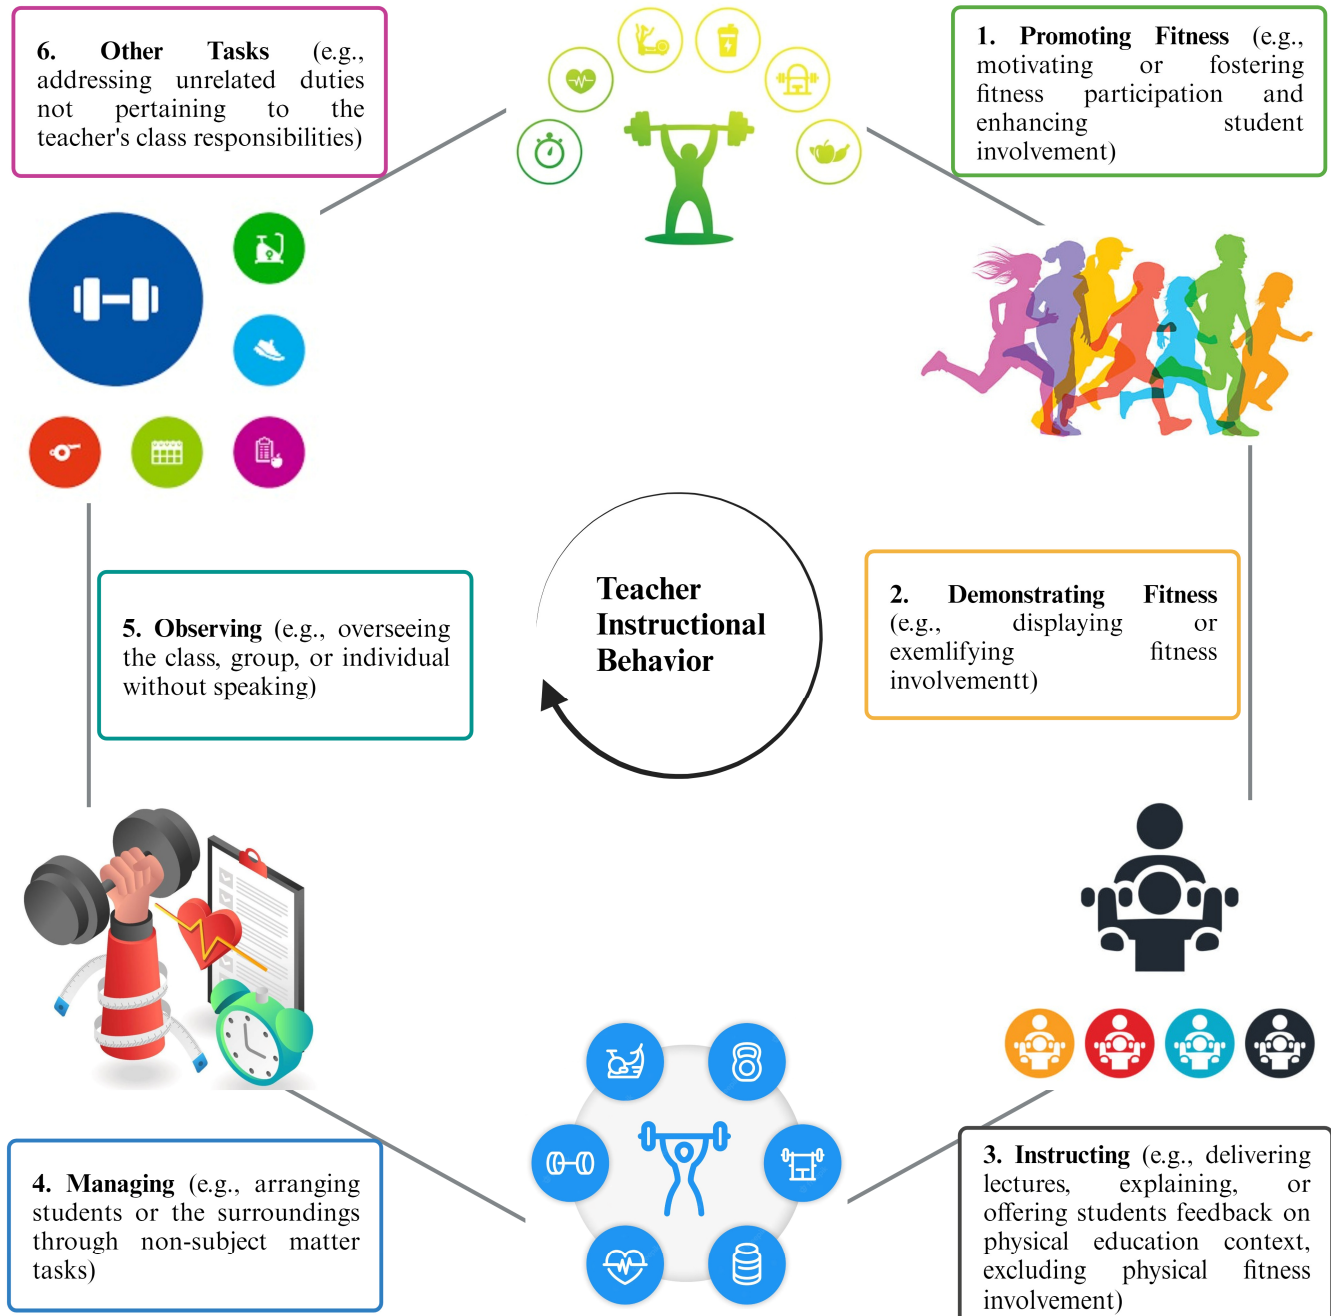 6. Other Tasks (e.g.,
addressing unrelated duties
not pertaining to the
teacher's class responsibilities)
1. Promoting Fitness (e.g.,
motivating or fostering
fitness participation and
enhancing student
involvement)
Teacher
Instructional
Behavior
2. Demonstrating Fitness
(e.g., displaying or
exemlifying fitness
involvementt)
5. Observing (e.g., overseeing
the class, group, or individual
without speaking)
4. Managing (e.g., arranging
students or the surroundings
through non-subject matter
tasks)
3. Instructing (e.g., delivering
lectures, explaining, or
offering students feedback on
physical education context,
excluding physical fitness
involvement)